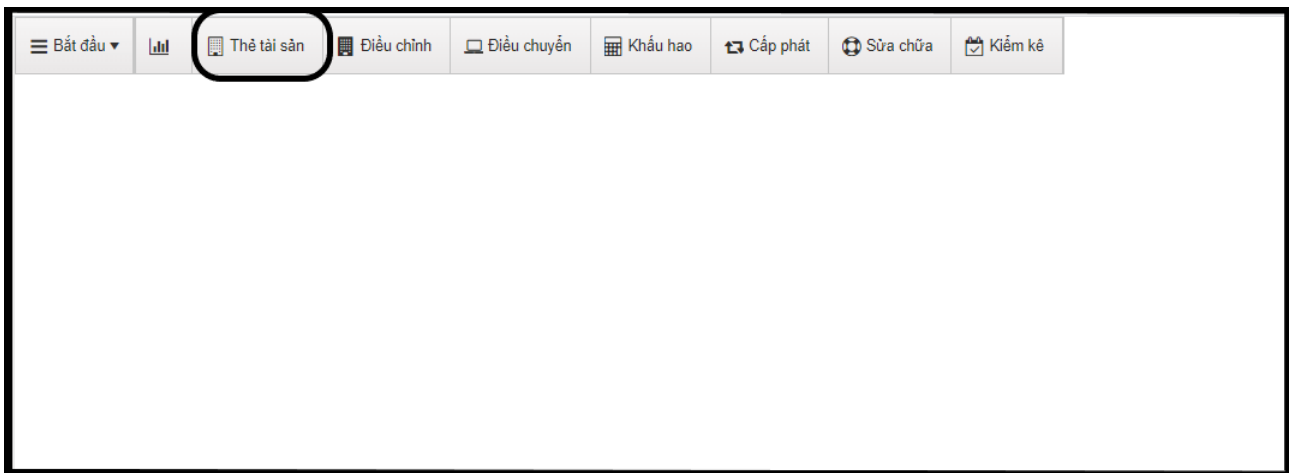 Bắt đầu Thẻ tài sản Điều chỉnh Điều chuyển Khấu hao Cấp phát Sửa chữa Kiểm kê